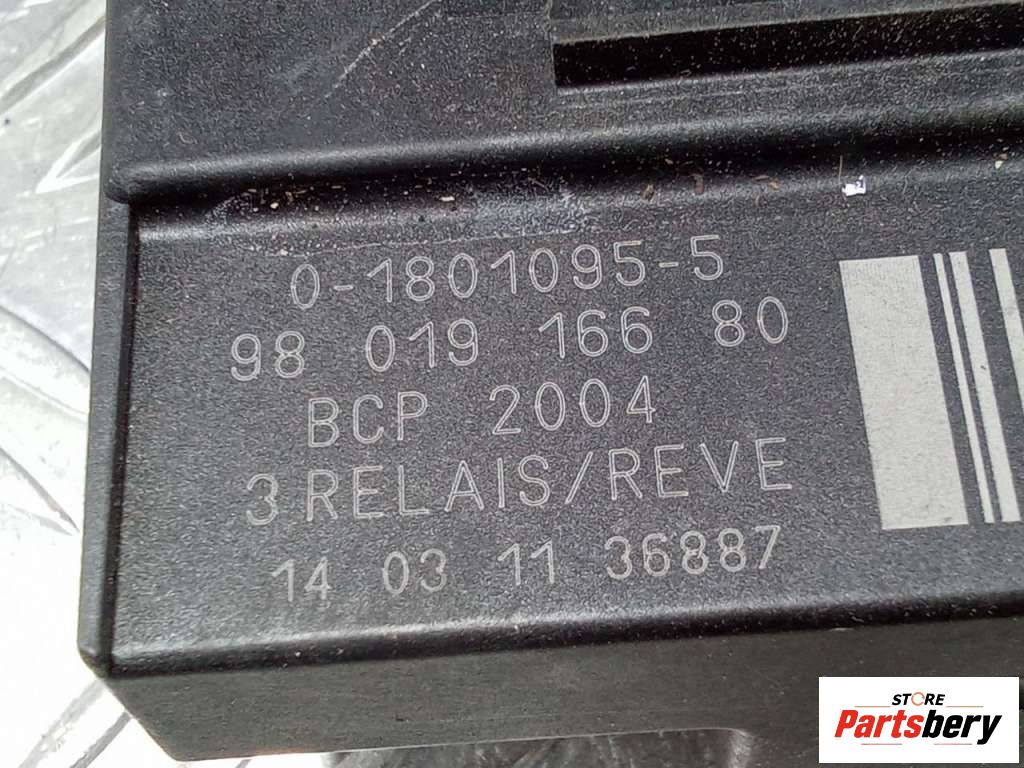 0-1801095-5
98 019 166 80
BCP 2004
3 RELAIS/REVE
14 03 11 36887
STORE
Partsbery